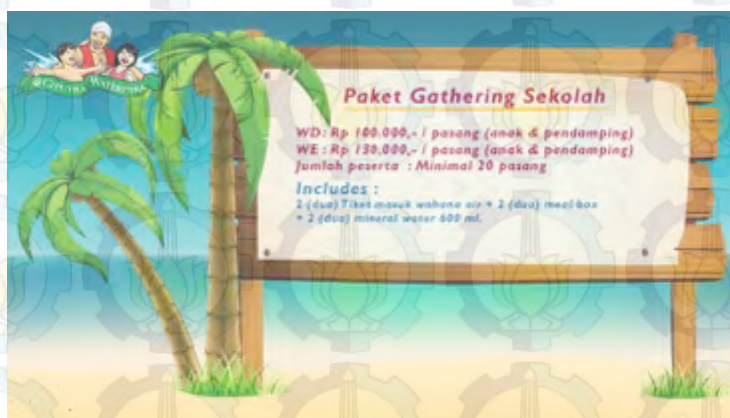 @ CIPUTRA WATERPARK
Paket Gathering Sekolah
WD: Rp 100.000,- / pasang (anak & pendamping)
WE : Rp 130.000,- / pasang (anak & pendamping)
Jumlah peserta : Minimal 20 pasang
Includes :
2 (dua) Tiket masuk wahana air + 2 (dua) meal box
+ 2 (dua) mineral water 600 ml.